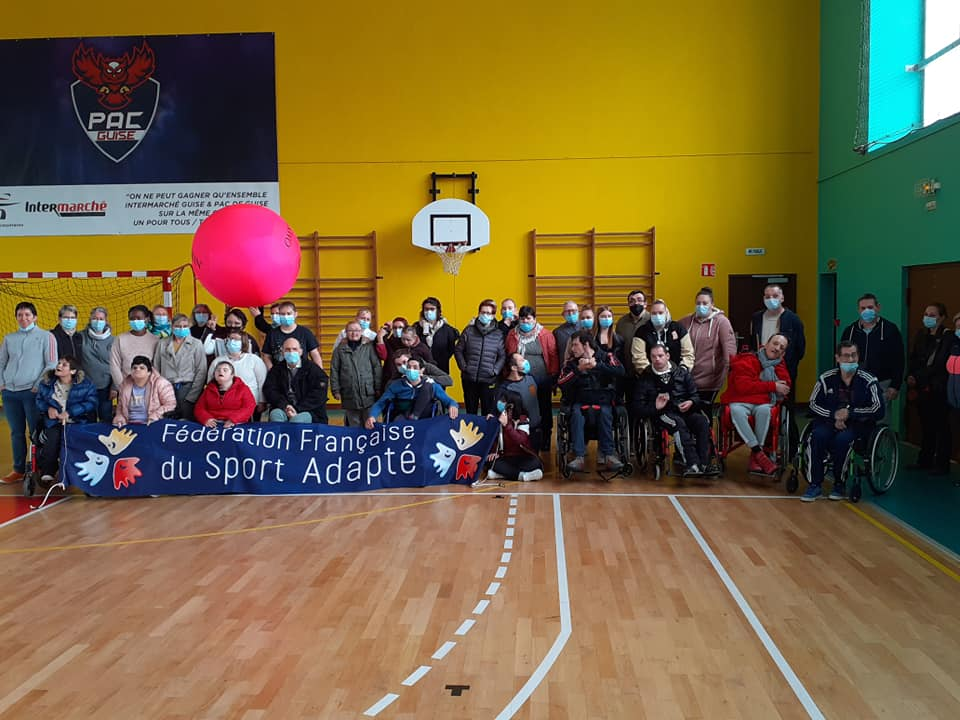 PAC
GUISE
Intermarché
"ON NE PEUT GAGNER QU'ENSEMBLE
INTERMARCHÉ GUISE & PAC DE GUISE
SUR LA MÊME
UN POUR TOUS / T
Fédération Française
du Sport Adapté